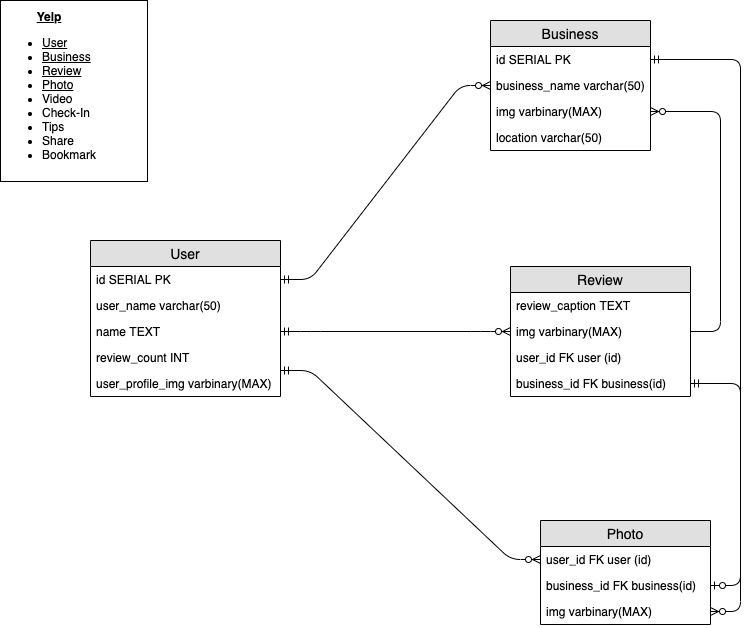 Yelp
User
Business
Review
Photo
Video
Check-In
Tips
Share
Bookmark
Business
id SERIAL PK
business_name varchar(50)
img varbinary(MAX)
location varchar(50)
User
id SERIAL PK
user_name varchar(50)
name TEXT
review_count INT
user_profile_img varbinary(MAX)
Review
review_caption TEXT
img varbinary(MAX)
user_id FK user (id)
business_id FK business(id)
Photo
user_id FK user (id)
business_id FK business(id)
img varbinary(MAX)